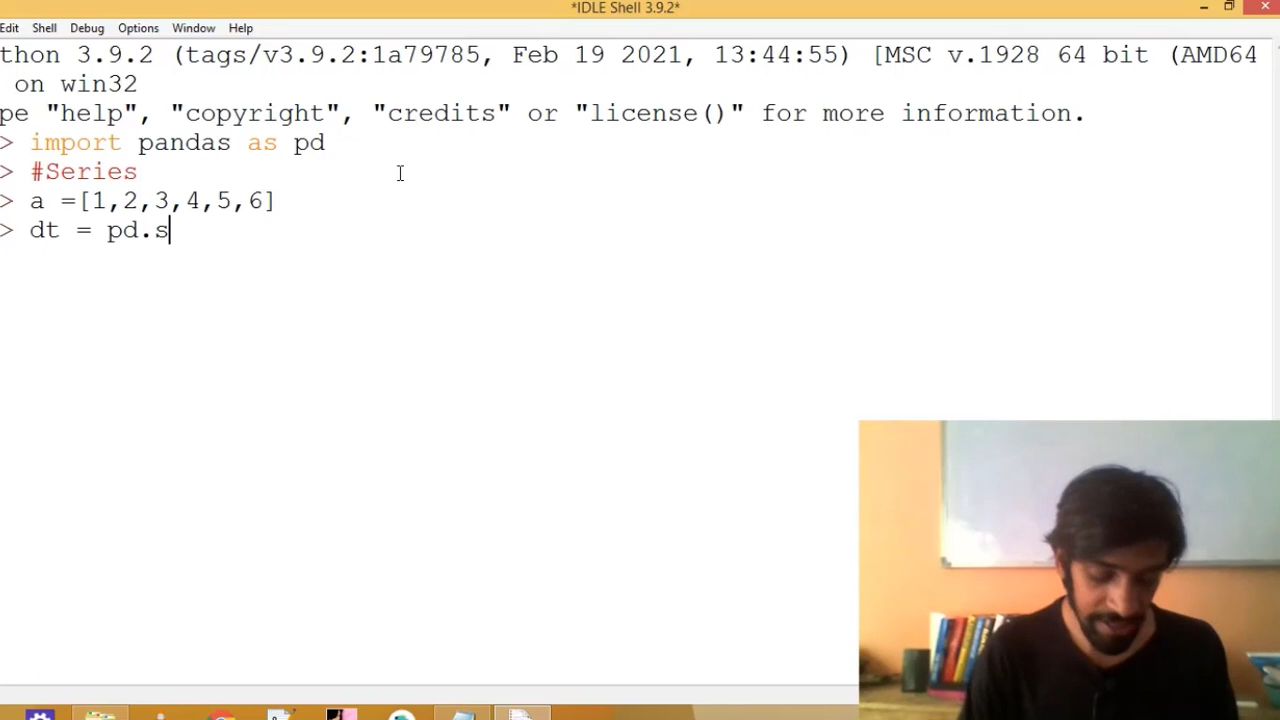 *IDLE Shell 3.9.2*
Edit Shell Debug Options Window Help
thon 3.9.2 (tags/v3.9.2:1a79785, Feb 19 2021, 13:44:55) [MSC v.1928 64 bit (AMD64
on win32
pe "help", "copyright", "credits" or "license()" for more information.
> import pandas as pd
> #Series
> a =[1,2,3,4,5,6]
> dt = pd.s